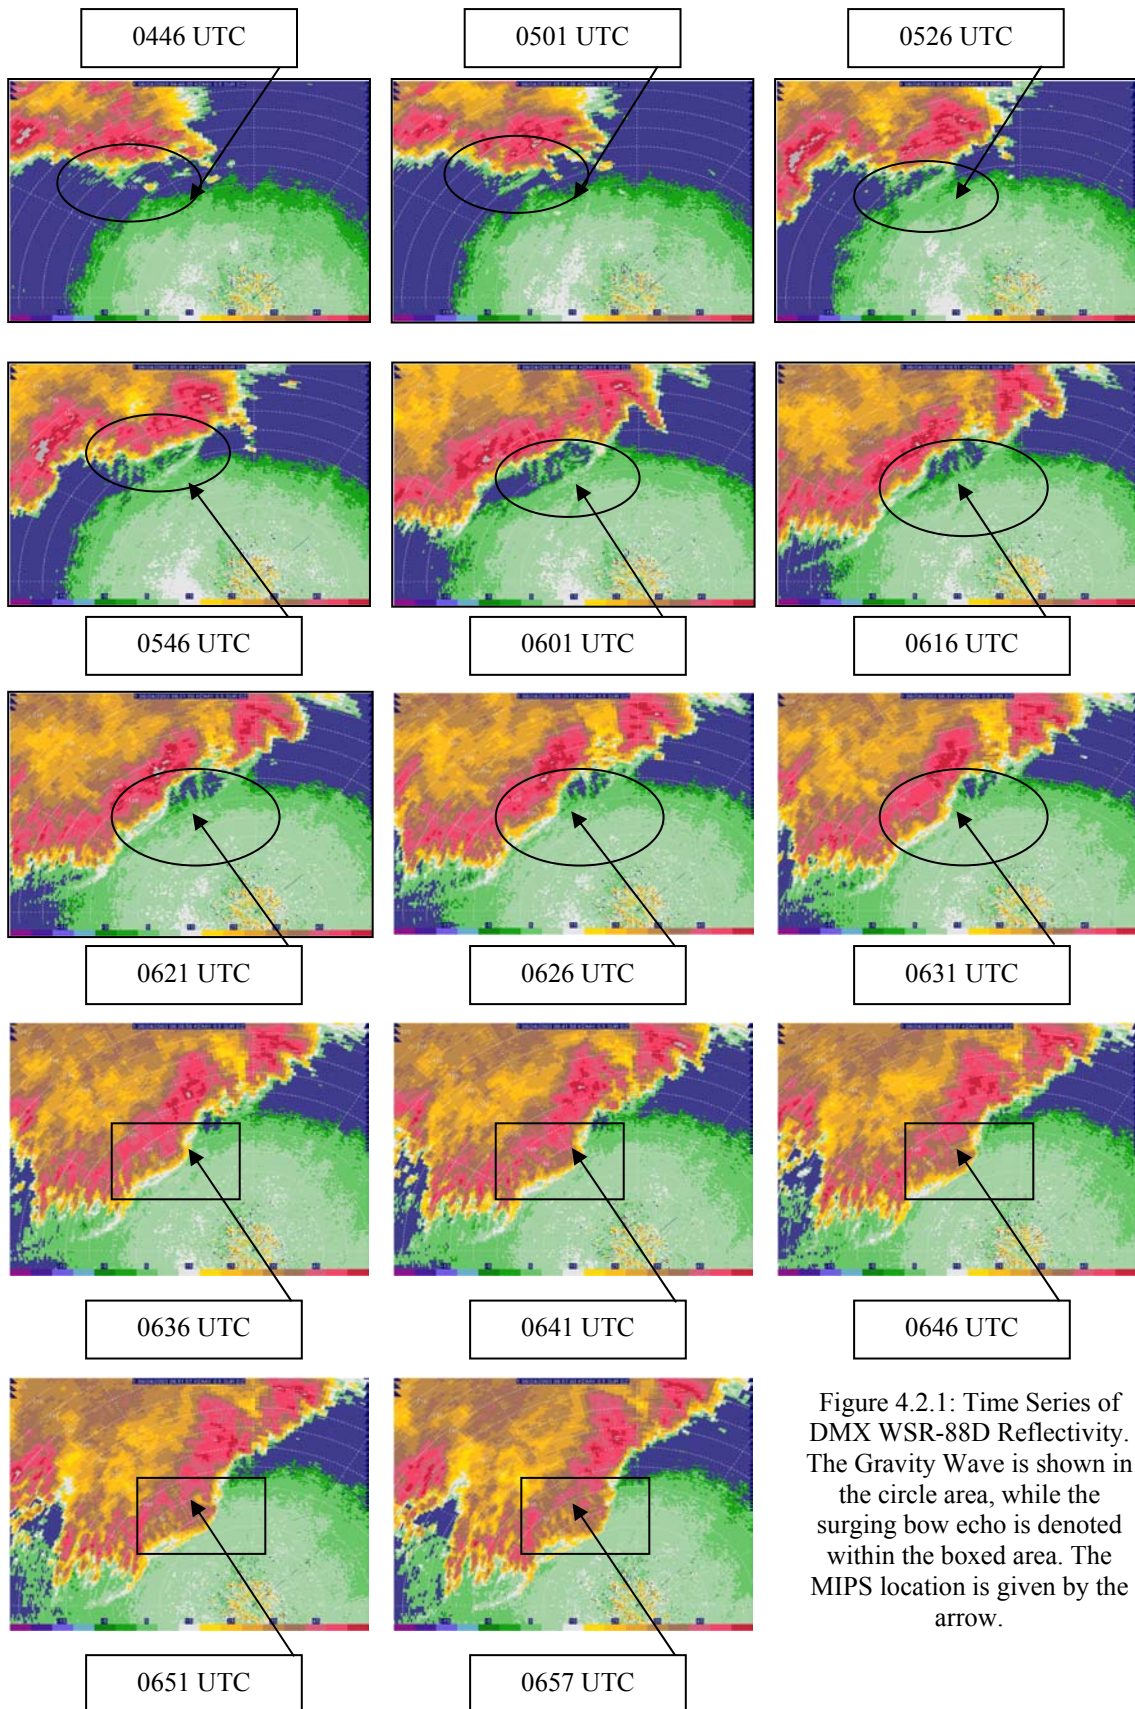 0446 UTC
0501 UTC
0526 UTC
0546 UTC
0601 UTC
0616 UTC
0621 UTC
0626 UTC
0631 UTC
0636 UTC
0641 UTC
0646 UTC
0651 UTC
0657 UTC
Figure 4.2.1: Time Series of
DMX WSR-88D Reflectivity.
The Gravity Wave is shown in
the circle area, while the
surging bow echo is denoted
within the boxed area. The
MIPS location is given by the
arrow.